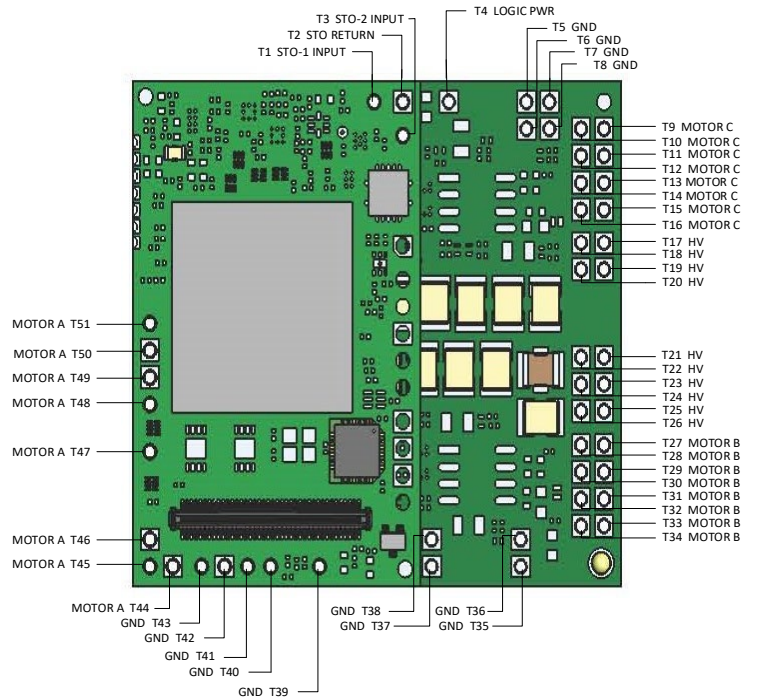 T3 STO-2 INPUT
T4 LOGIC PWR
T2 STO RETURN
T5 GND
T6 GND
T1 STO-1 INPUT
T7 GND
T8 GND
T9 MOTOR C
T10 MOTOR C
T11 MOTOR C
T12 MOTOR C
T13 MOTOR C
T14 MOTOR C
T15 MOTOR C
T16 MOTOR C
T17 HV
T18 HV
T19 HV
T20 HV
MOTOR A T51
MOTOR A T50
MOTOR A T49
MOTOR A T48
MOTOR A T47
MOTOR A T46
MOTOR A T45
T21 HV
T22 HV
T23 HV
T24 HV
T25 HV
T26 HV
T27 MOTOR B
T28 MOTOR B
T29 MOTOR B
T30 MOTOR B
T31 MOTOR B
T32 MOTOR B
T33 MOTOR B
T34 MOTOR B
MOTOR A T44
GND T43
GND T42
GND T41
GND T40
GND T39
GND T38
GND T37
GND T36
GND T35